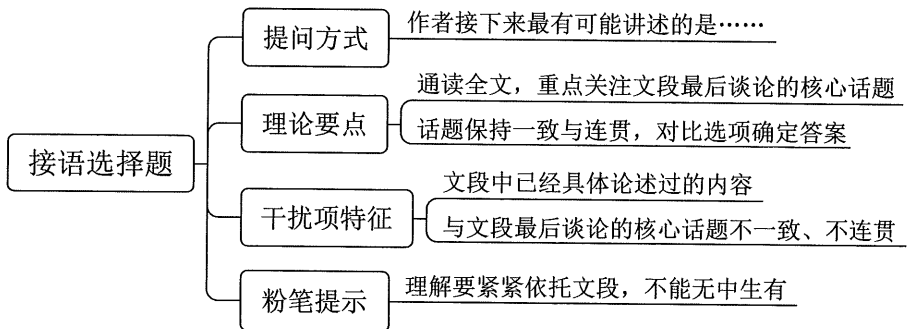 接语选择题
提问方式
作者接下来最有可能讲述的是……
理论要点
通读全文，重点关注文段最后谈论的核心话题
话题保持一致与连贯，对比选项确定答案
干扰项特征
文段中已经具体论述过的内容
与文段最后谈论的核心话题不一致、不连贯
粉笔提示
理解要紧紧依托文段，不能无中生有